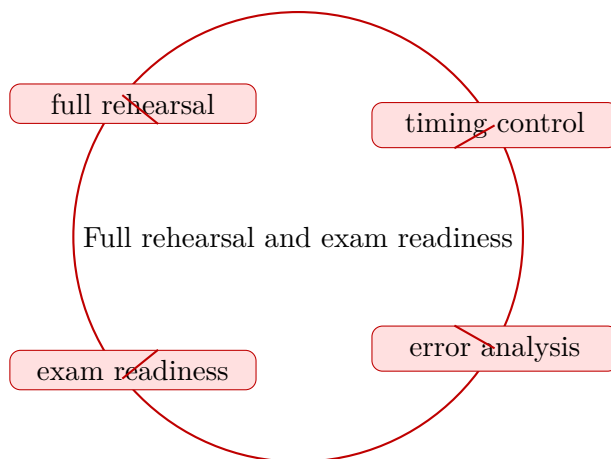 full rehearsal
timing control
Full rehearsal and exam readiness
error analysis
exam readiness